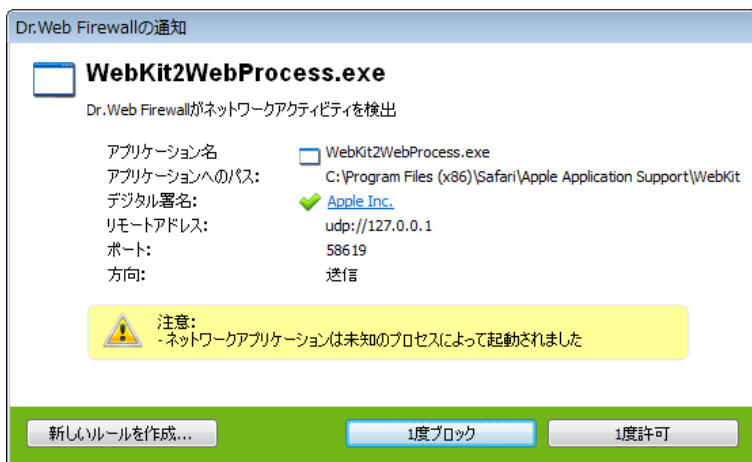 Dr.Web Firewallの通知
WebKit2WebProcess.exe
Dr.Web Firewallがネットワークアクティビティを検出
アプリケーション名 WebKit2WebProcess.exe
アプリケーションへのパス: C:\Program Files (x86)\Safari\Apple Application Support\WebKit
デジタル署名: Apple Inc.
リモートアドレス: udp://127.0.0.1
ポート: 58619
方向: 送信
注意:
- ネットワークアプリケーションは未知のプロセスによって起動されました
新しいルールを作成... 1度ブロック 1度許可